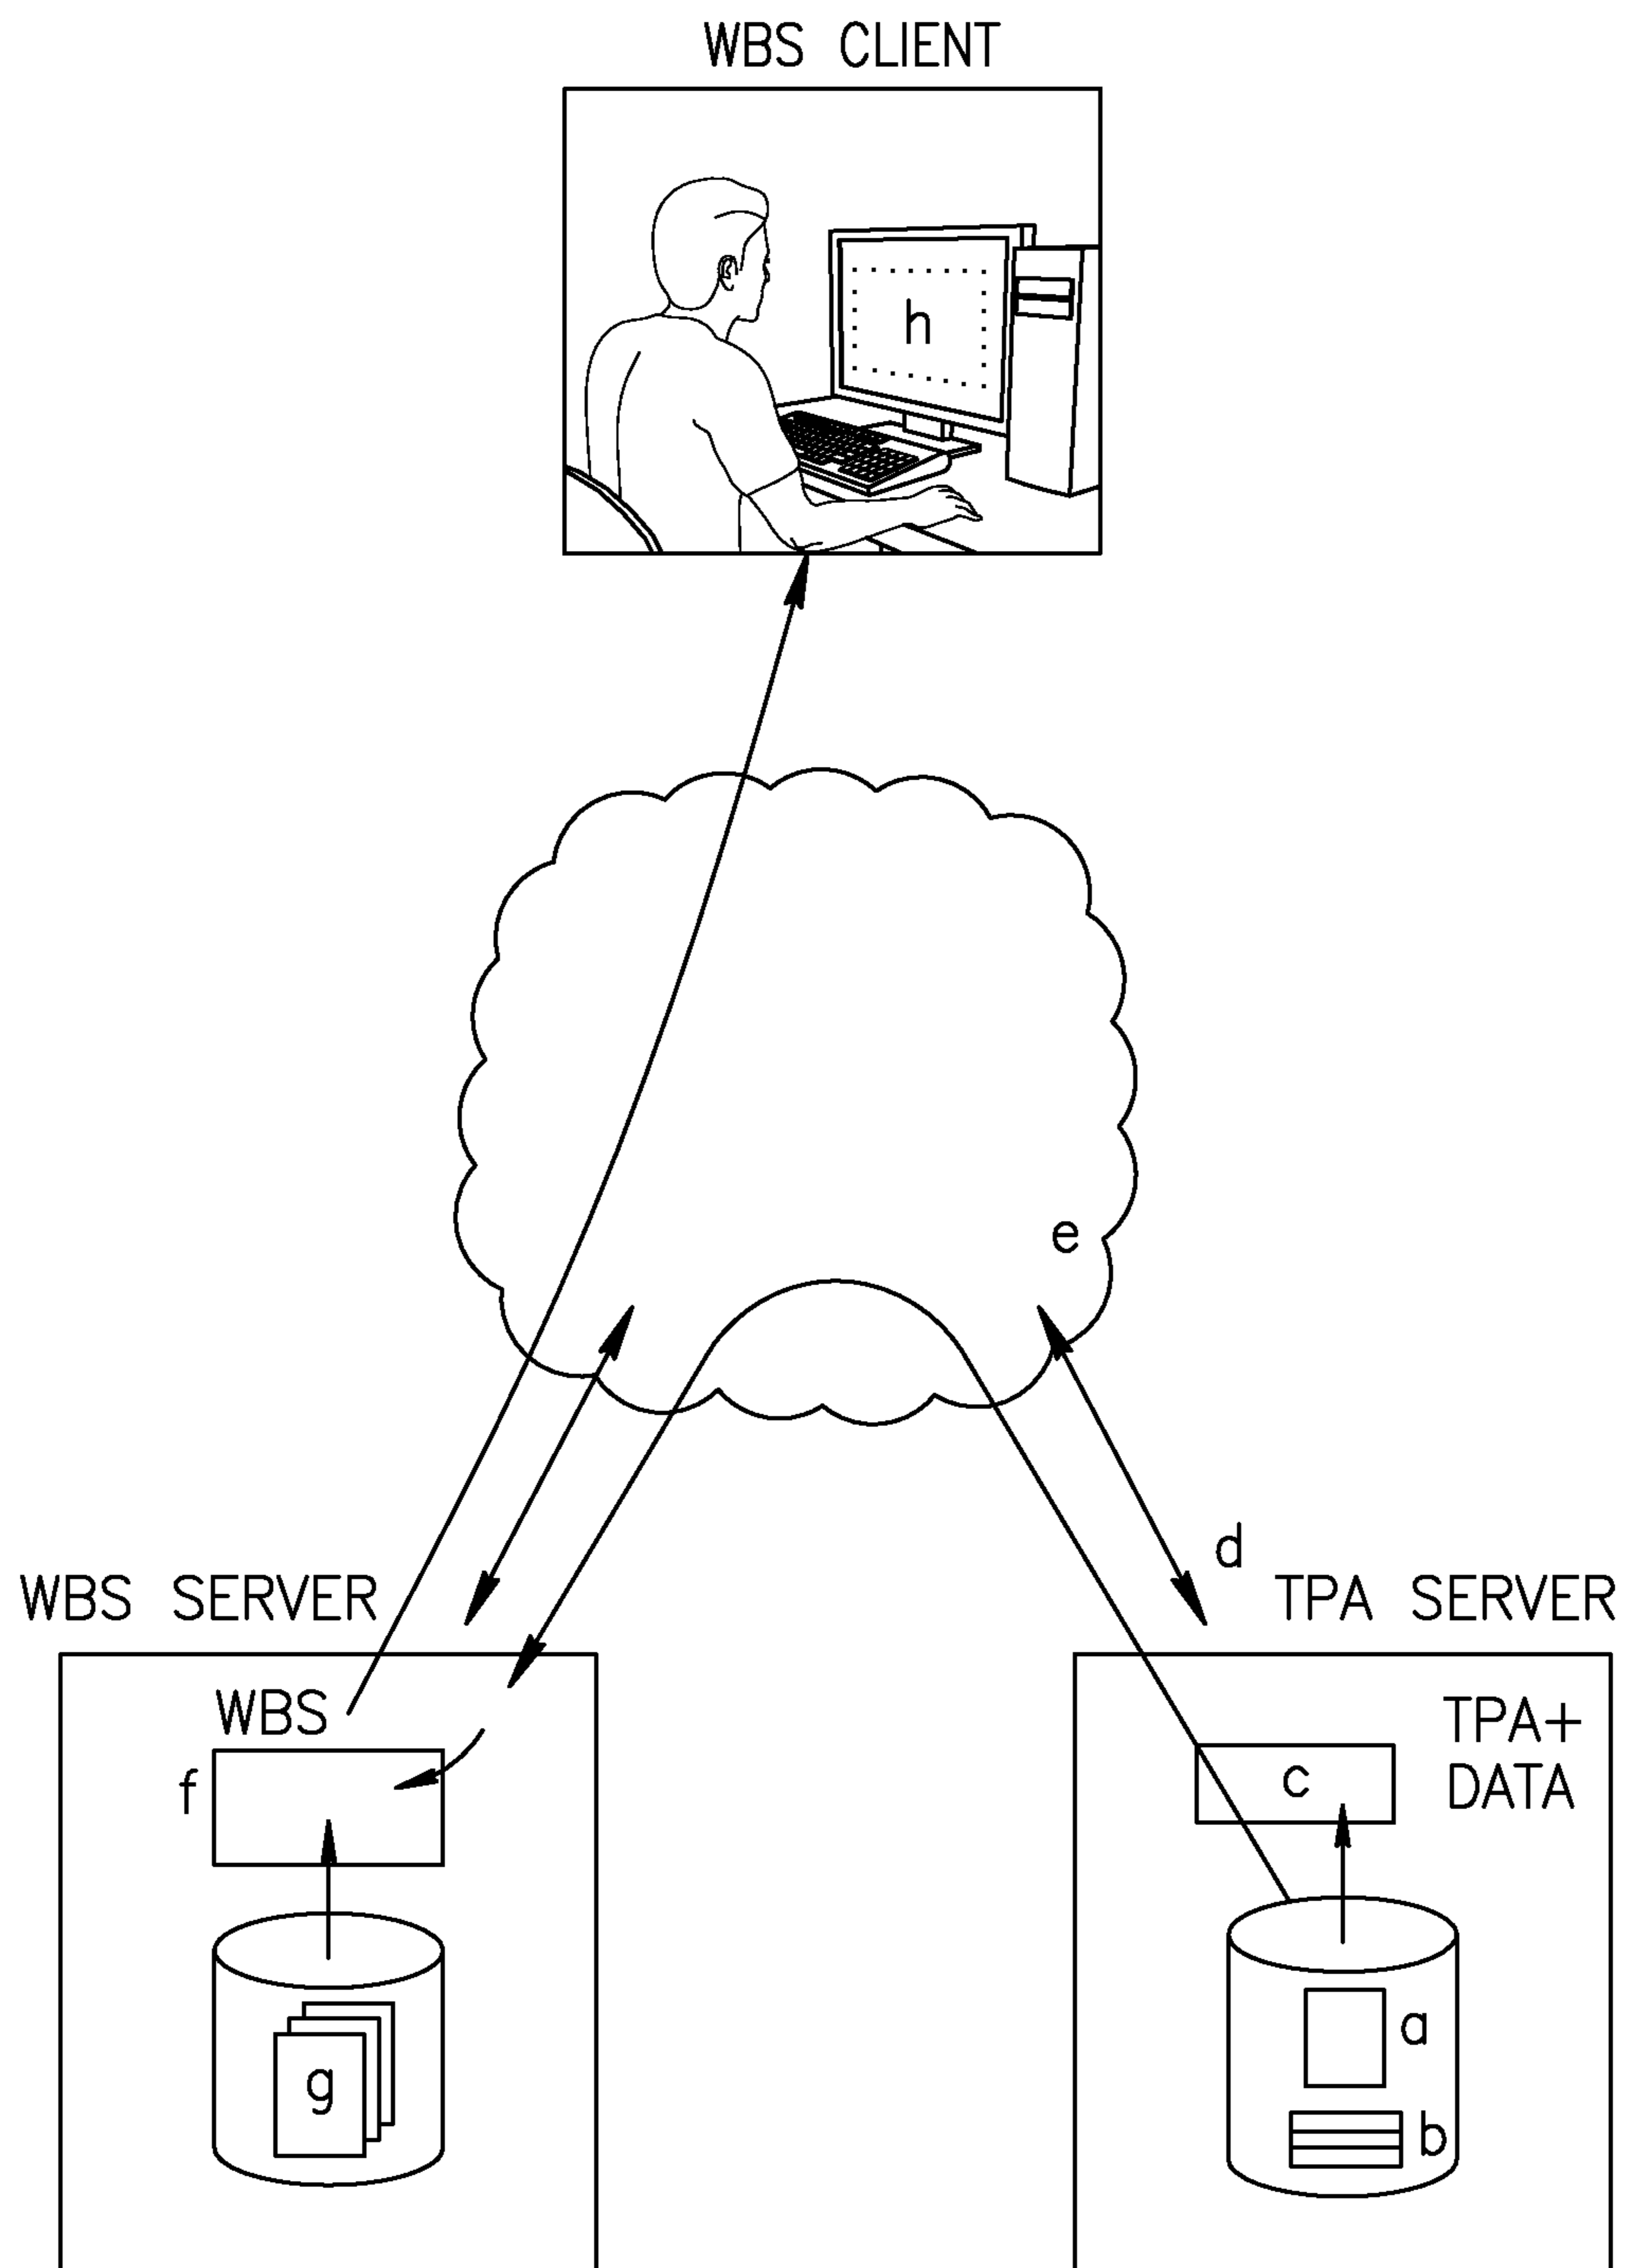 WBS CLIENT
h
e
d
WBS SERVER
TPA SERVER
WBS
f
TPA+
DATA
c
g
a
b